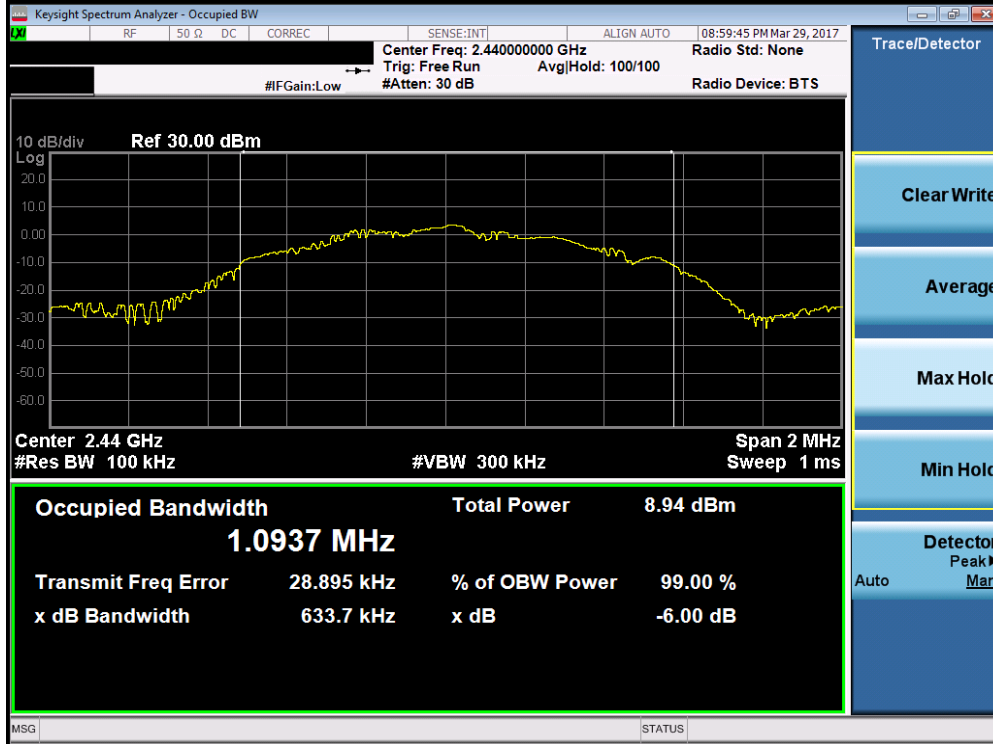 Keysight Spectrum Analyzer - Occupied BW
LXI RF 50 Ω DC CORREC SENSE:INT ALIGN AUTO 08:59:45 PM Mar 29, 2017
Center Freq: 2.440000000 GHz Radio Std: None
Trig: Free Run Avg|Hold: 100/100
#IFGain:Low #Atten: 30 dB Radio Device: BTS
10 dB/div Ref 30.00 dBm
Log
20.0
10.0
0.00
-10.0
-20.0
-30.0
-40.0
-50.0
-60.0
Center 2.44 GHz Span 2 MHz
#Res BW 100 kHz #VBW 300 kHz Sweep 1 ms
Occupied Bandwidth Total Power 8.94 dBm
1.0937 MHz
Transmit Freq Error 28.895 kHz % of OBW Power 99.00 %
x dB Bandwidth 633.7 kHz x dB -6.00 dB
MSG STATUS
Trace/Detector
Clear Write
Average
Max Hold
Min Hold
Detector
Peak▶
Auto Man